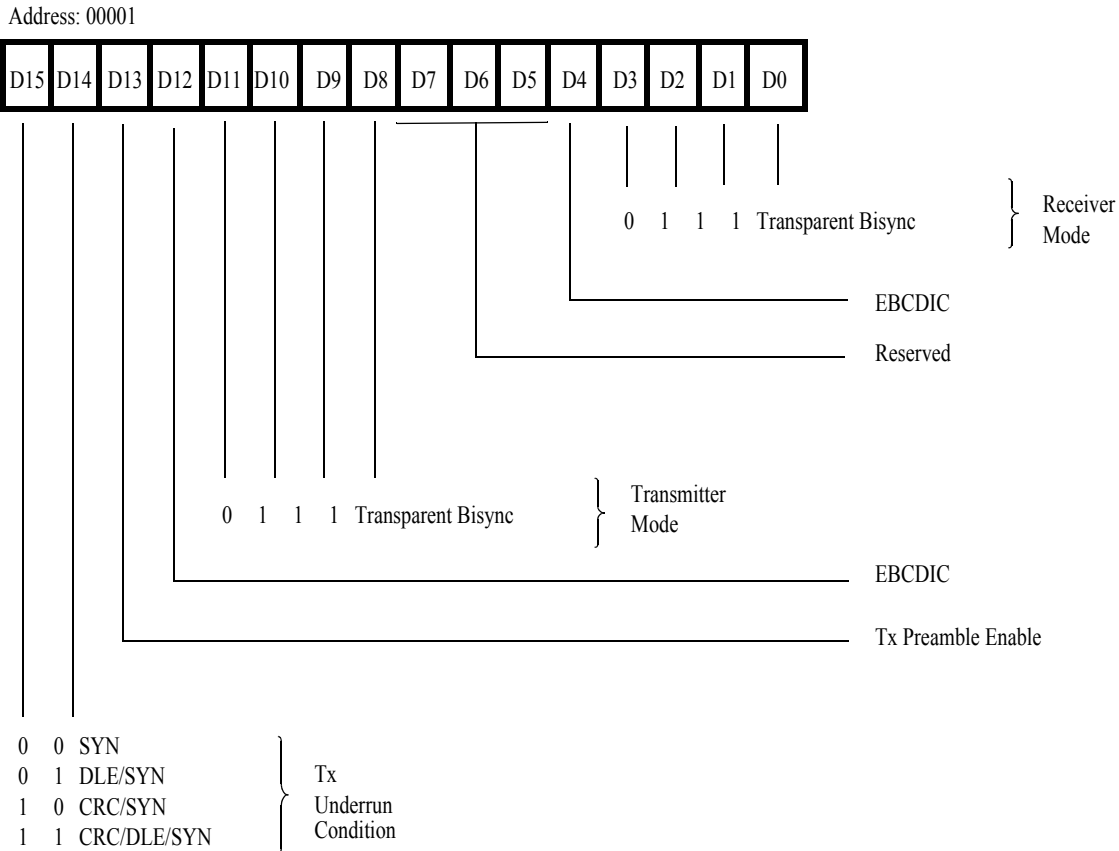 Address: 00001
D15 D14 D13 D12 D11 D10 D9 D8 D7 D6 D5 D4 D3 D2 D1 D0
0 1 1 1 Transparent Bisync
Receiver
Mode
EBCDIC
Reserved
0 1 1 1 Transparent Bisync
Transmitter
Mode
EBCDIC
Tx Preamble Enable
0 0 SYN
0 1 DLE/SYN
1 0 CRC/SYN
1 1 CRC/DLE/SYN
Tx
Underrun
Condition